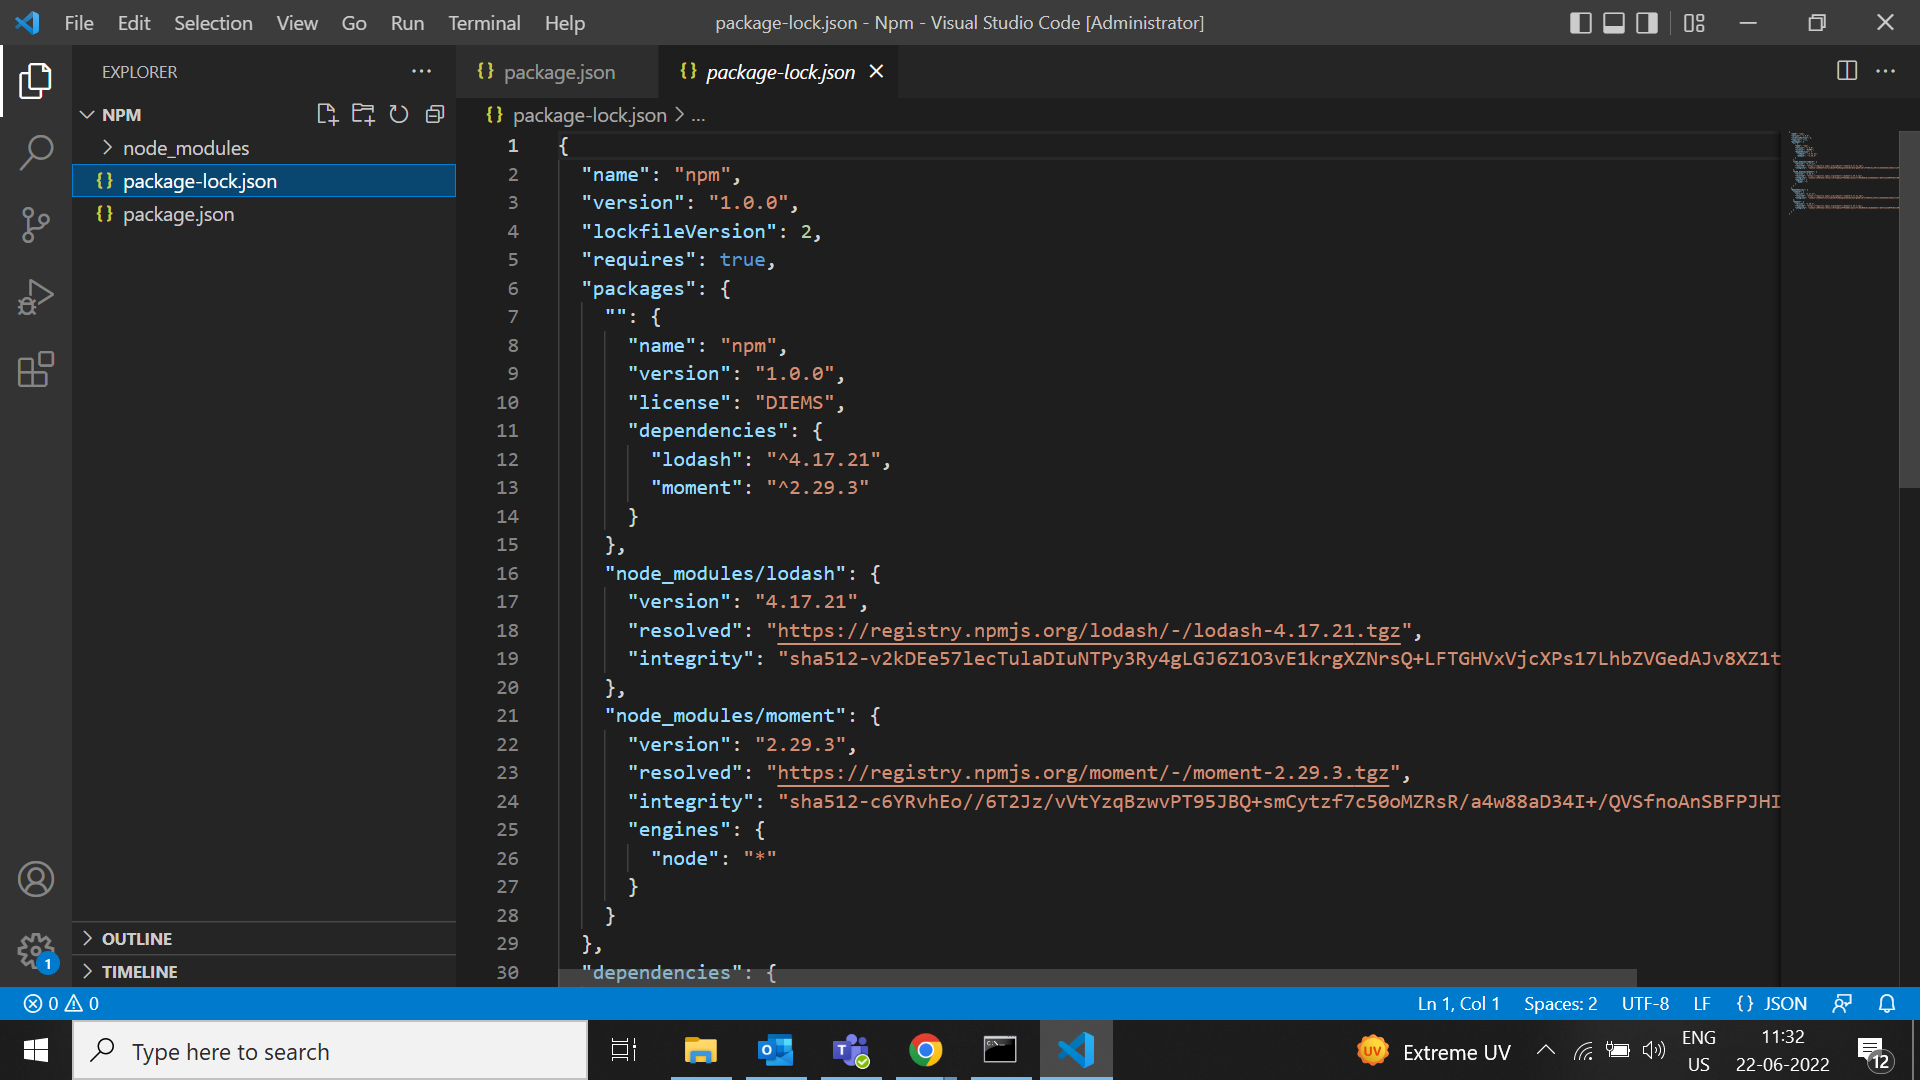 File Edit Selection View Go Run Terminal Help
package-lock.json - Npm - Visual Studio Code [Administrator]
EXPLORER
NPM
node_modules
package-lock.json
package.json
OUTLINE
TIMELINE
package.json
package-lock.json
package-lock.json > ...
1 {
2 "name": "npm",
3 "version": "1.0.0",
4 "lockfileVersion": 2,
5 "requires": true,
6 "packages": {
7 "": {
8 "name": "npm",
9 "version": "1.0.0",
10 "license": "DIEMS",
11 "dependencies": {
12 "lodash": "^4.17.21",
13 "moment": "^2.29.3"
14 }
15 },
16 "node_modules/lodash": {
17 "version": "4.17.21",
18 "resolved": "https://registry.npmjs.org/lodash/-/lodash-4.17.21.tgz",
19 "integrity": "sha512-v2kDEe57lecTulaDIuNTPy3Ry4gLGJ6Z1O3vE1krgXZNrsQ+LFTGHVxVjcXPs17LhbZVGedAJv8XZ1t
20 },
21 "node_modules/moment": {
22 "version": "2.29.3",
23 "resolved": "https://registry.npmjs.org/moment/-/moment-2.29.3.tgz",
24 "integrity": "sha512-c6YRvhEo//6T2Jz/vVtYzqBzwvPT95JBQ+smCytzf7c50oMZRsR/a4w88aD34I+/QVSfnoAnSBFPJHI
25 "engines": {
26 "node": "*"
27 }
28 }
29 },
30 "dependencies": {
1
0 0
Ln 1, Col 1 Spaces: 2 UTF-8 LF {} JSON
Type here to search
UV Extreme UV
ENG
US
11:32
22-06-2022
12